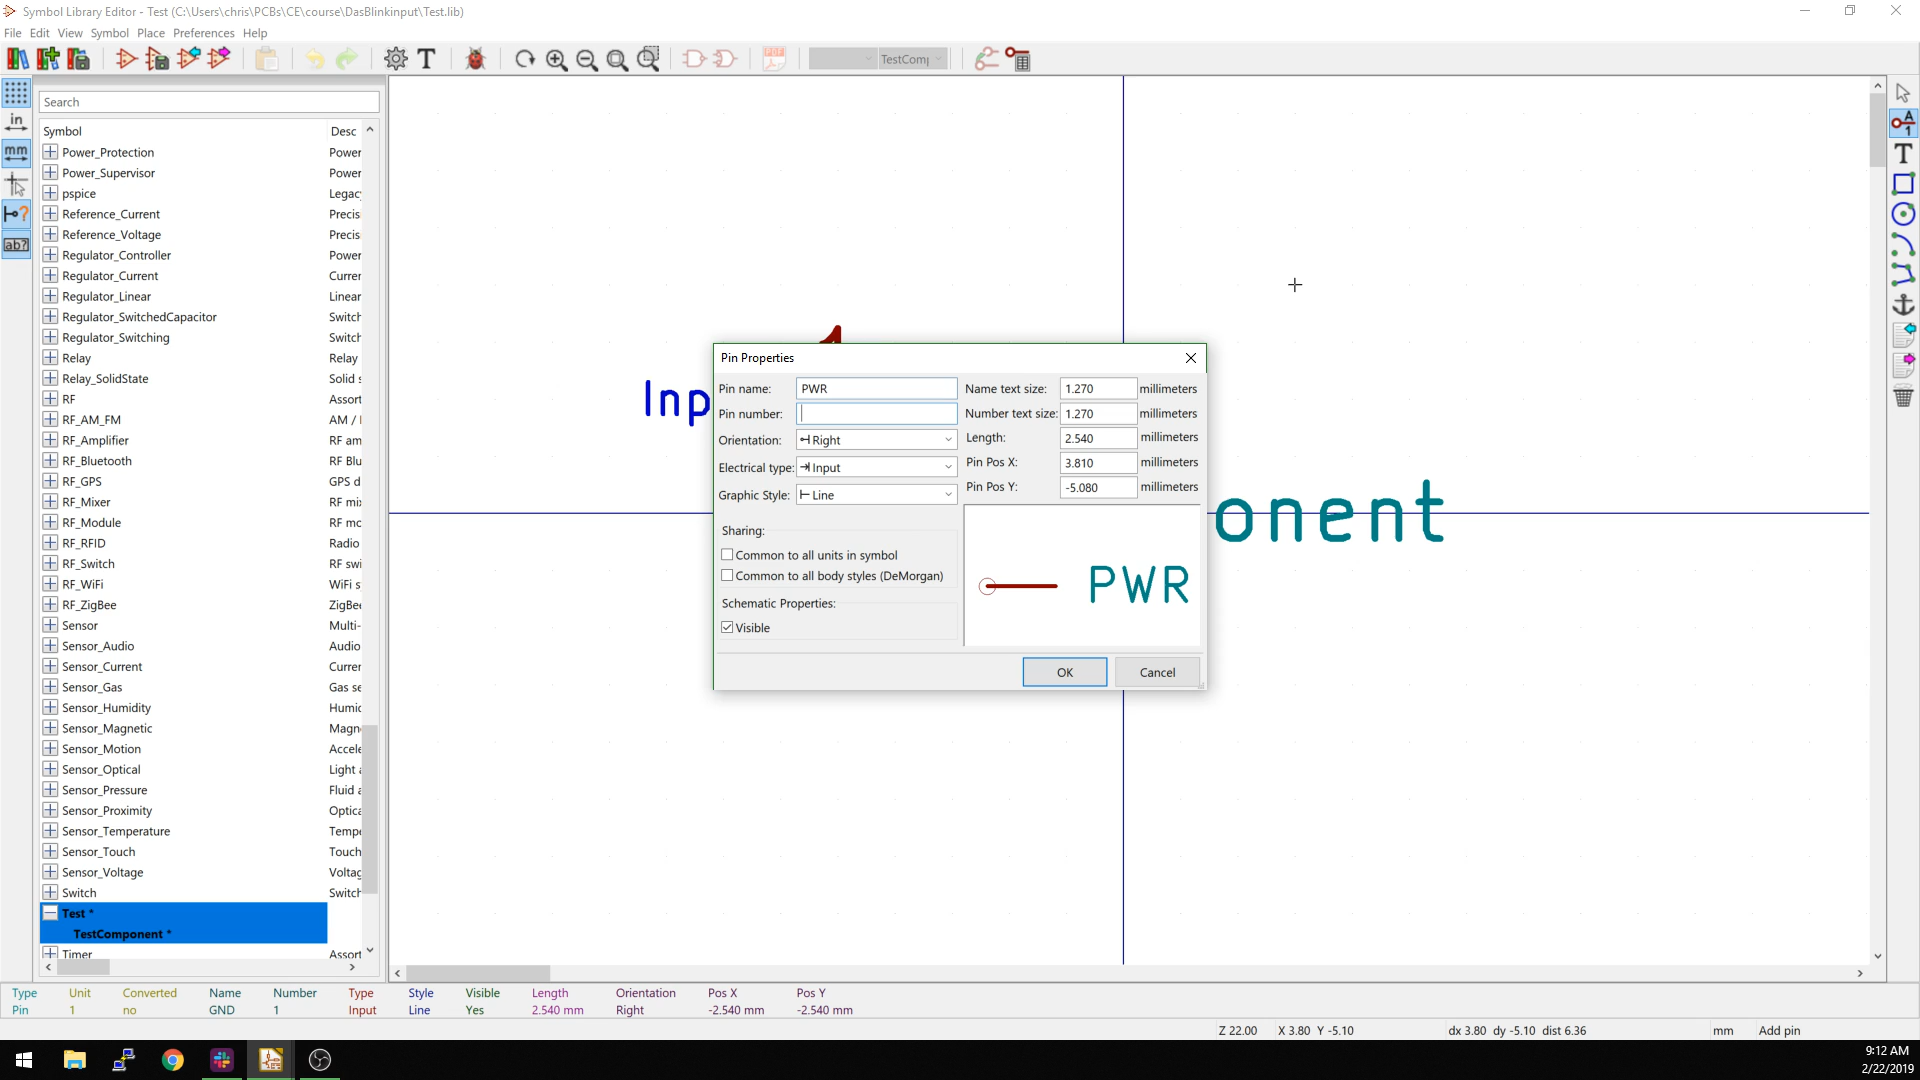 Symbol Library Editor - Test (C:\Users\chris\PCBs\CE\course\DasBlinkinput\Test.lib)
File Edit View Symbol Place Preferences Help
PDF
TestComp
in
mm
ab?
Search
Symbol Desc
Power_Protection Power
Power_Supervisor Power
pspice Legac
Reference_Current Precis
Reference_Voltage Precis
Regulator_Controller Power
Regulator_Current Currer
Regulator_Linear Linear
Regulator_SwitchedCapacitor Switch
Regulator_Switching Switch
Relay Relay
Relay_SolidState Solid s
RF Assort
RF_AM_FM AM /
RF_Amplifier RF am
RF_Bluetooth RF Blu
RF_GPS GPS d
RF_Mixer RF mix
RF_Module RF mo
RF_RFID Radio
RF_Switch RF swi
RF_WiFi WiFi s
RF_ZigBee ZigBee
Sensor Multi-
Sensor_Audio Audio
Sensor_Current Currer
Sensor_Gas Gas se
Sensor_Humidity Humid
Sensor_Magnetic Magn
Sensor_Motion Accele
Sensor_Optical Light a
Sensor_Pressure Fluid a
Sensor_Proximity Optica
Sensor_Temperature Tempe
Sensor_Touch Touch
Sensor_Voltage Voltag
Switch Switch
Test *
TestComponent *
Timer Assort
Inp
onent
Pin Properties
Pin name: PWR Name text size: 1.270 millimeters
Pin number: Number text size: 1.270 millimeters
Orientation: Right Length: 2.540 millimeters
Electrical type: Input Pin Pos X: 3.810 millimeters
Graphic Style: Line Pin Pos Y: -5.080 millimeters
Sharing:
Common to all units in symbol
Common to all body styles (DeMorgan)
Schematic Properties:
Visible
PWR
OK Cancel
Type Unit Converted Name Number Type Style Visible Length Orientation Pos X Pos Y
Pin 1 no GND 1 Input Line Yes 2.540 mm Right -2.540 mm -2.540 mm
Z 22.00 X 3.80 Y -5.10 dx 3.80 dy -5.10 dist 6.36 mm Add pin
9:12 AM
2/22/2019